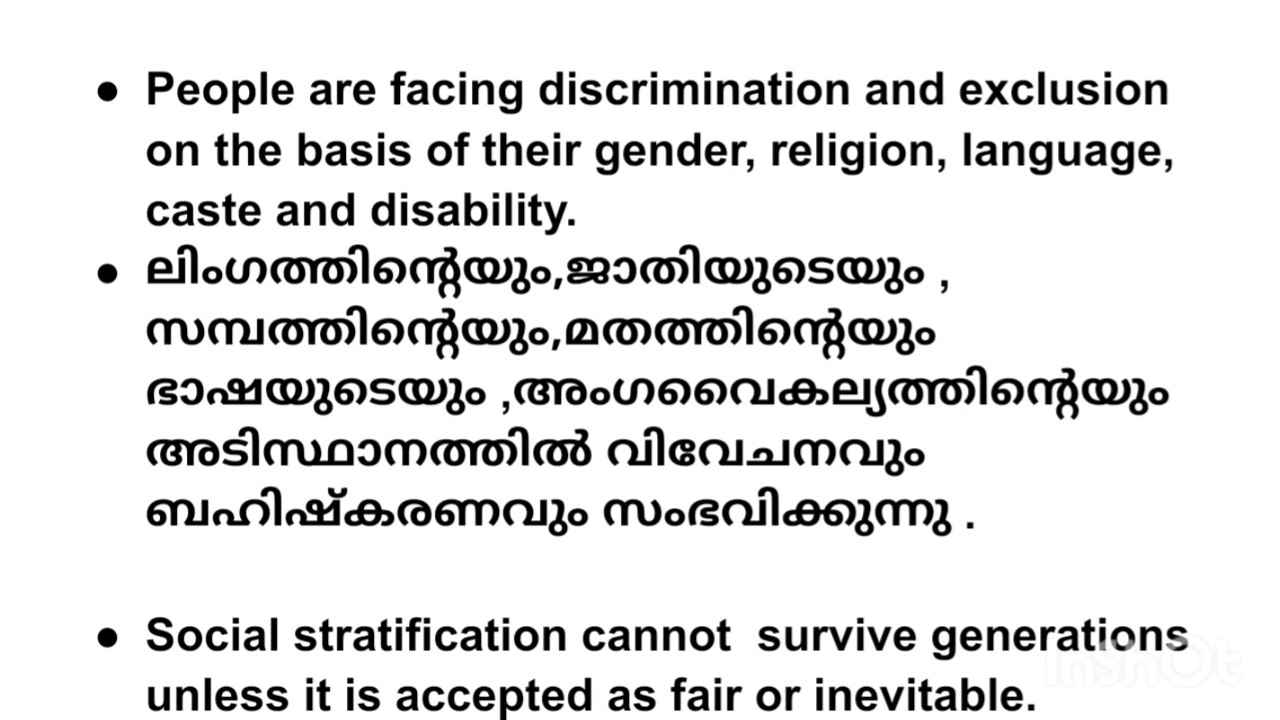 ● People are facing discrimination and exclusion
on the basis of their gender, religion, language,
caste and disability.
● ലിംഗത്തിന്റെയും,ജാതിയുടെയും ,
സമ്പത്തിന്റെയും,മതത്തിന്റെയും
ഭാഷയുടെയും ,അംഗവൈകല്യത്തിന്റെയും
അടിസ്ഥാനത്തിൽ വിവേചനവും
ബഹിഷ്കരണവും സംഭവിക്കുന്നു .
● Social stratification cannot  survive generations
unless it is accepted as fair or inevitable.
InShOt